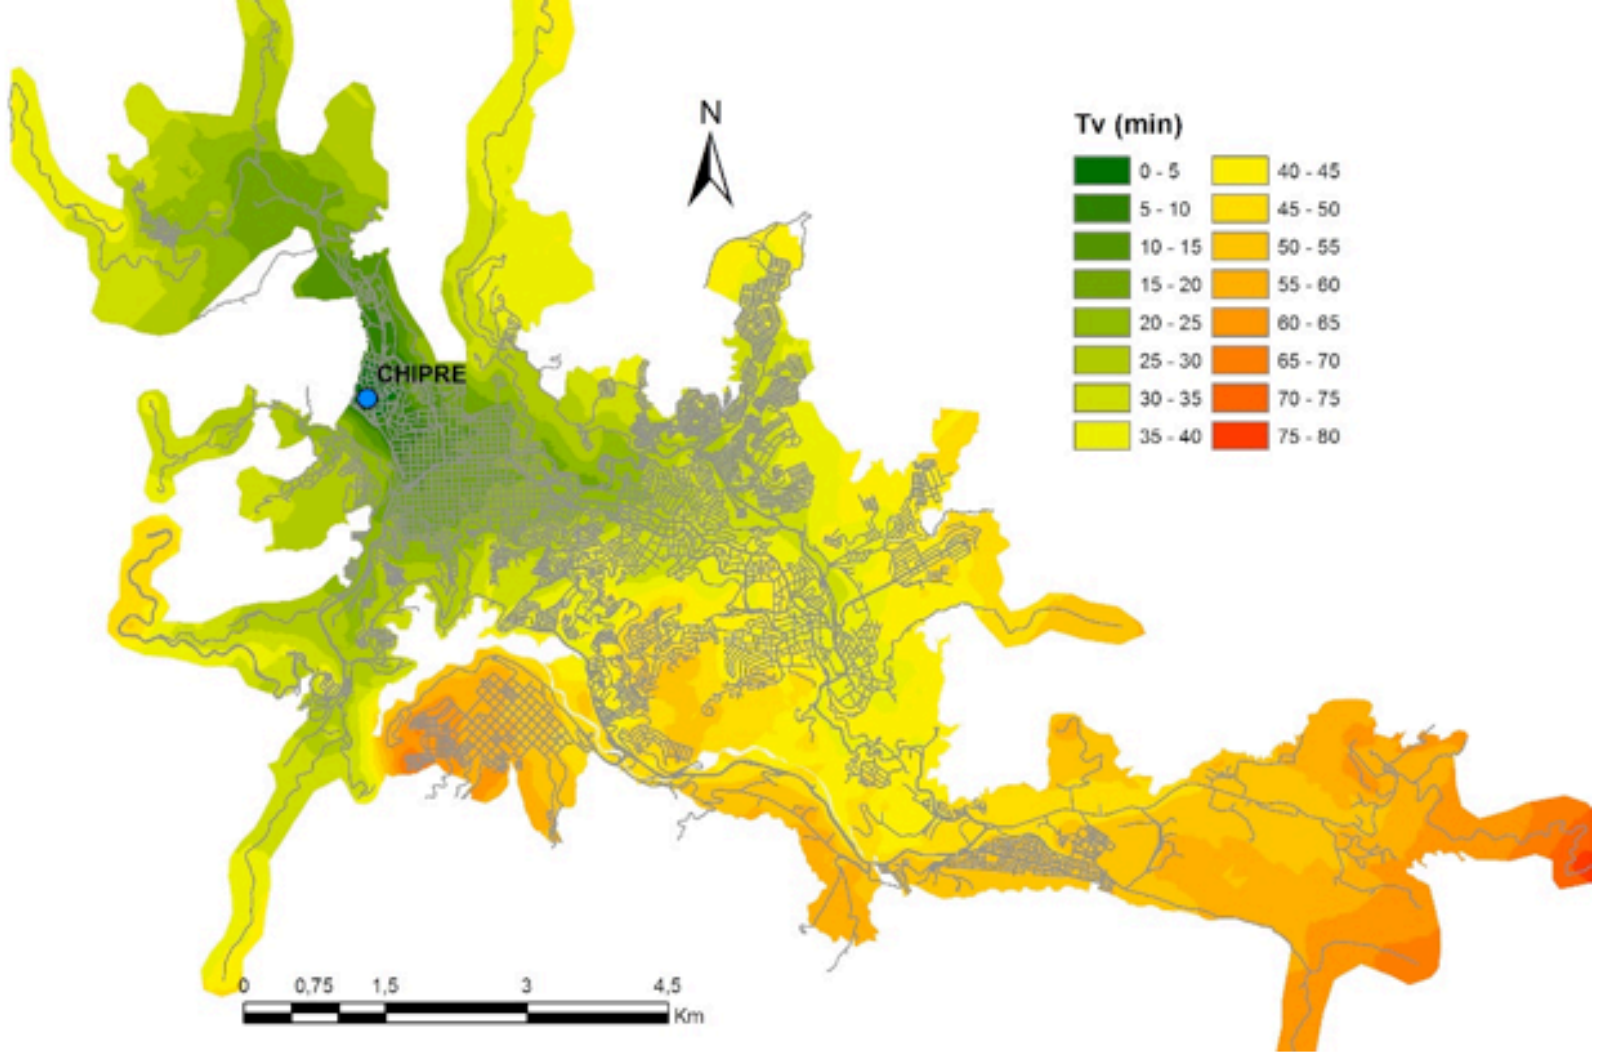 N
Tv (min)
0 - 5 40 - 45
5 - 10 45 - 50
10 - 15 50 - 55
15 - 20 55 - 60
20 - 25 60 - 65
25 - 30 65 - 70
30 - 35 70 - 75
35 - 40 75 - 80
CHIPRE
0 0,75 1,5 3 4,5
Km